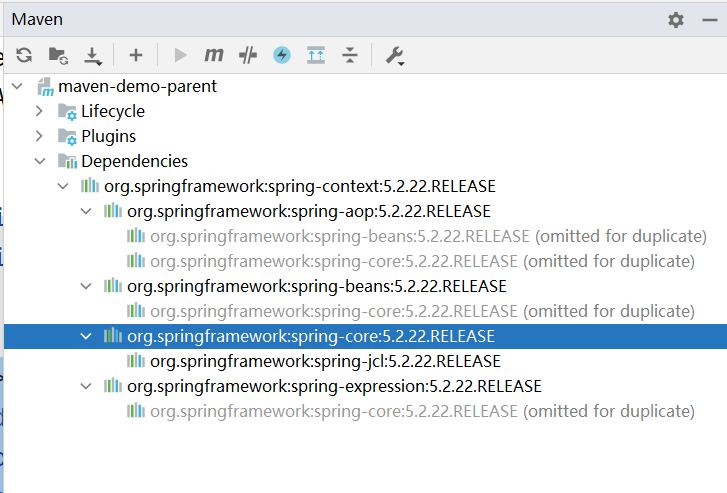 Maven
maven-demo-parent
Lifecycle
Plugins
Dependencies
org.springframework:spring-context:5.2.22.RELEASE
org.springframework:spring-aop:5.2.22.RELEASE
org.springframework:spring-beans:5.2.22.RELEASE (omitted for duplicate)
org.springframework:spring-core:5.2.22.RELEASE (omitted for duplicate)
org.springframework:spring-beans:5.2.22.RELEASE
org.springframework:spring-core:5.2.22.RELEASE (omitted for duplicate)
org.springframework:spring-core:5.2.22.RELEASE
org.springframework:spring-jcl:5.2.22.RELEASE
org.springframework:spring-expression:5.2.22.RELEASE
org.springframework:spring-core:5.2.22.RELEASE (omitted for duplicate)